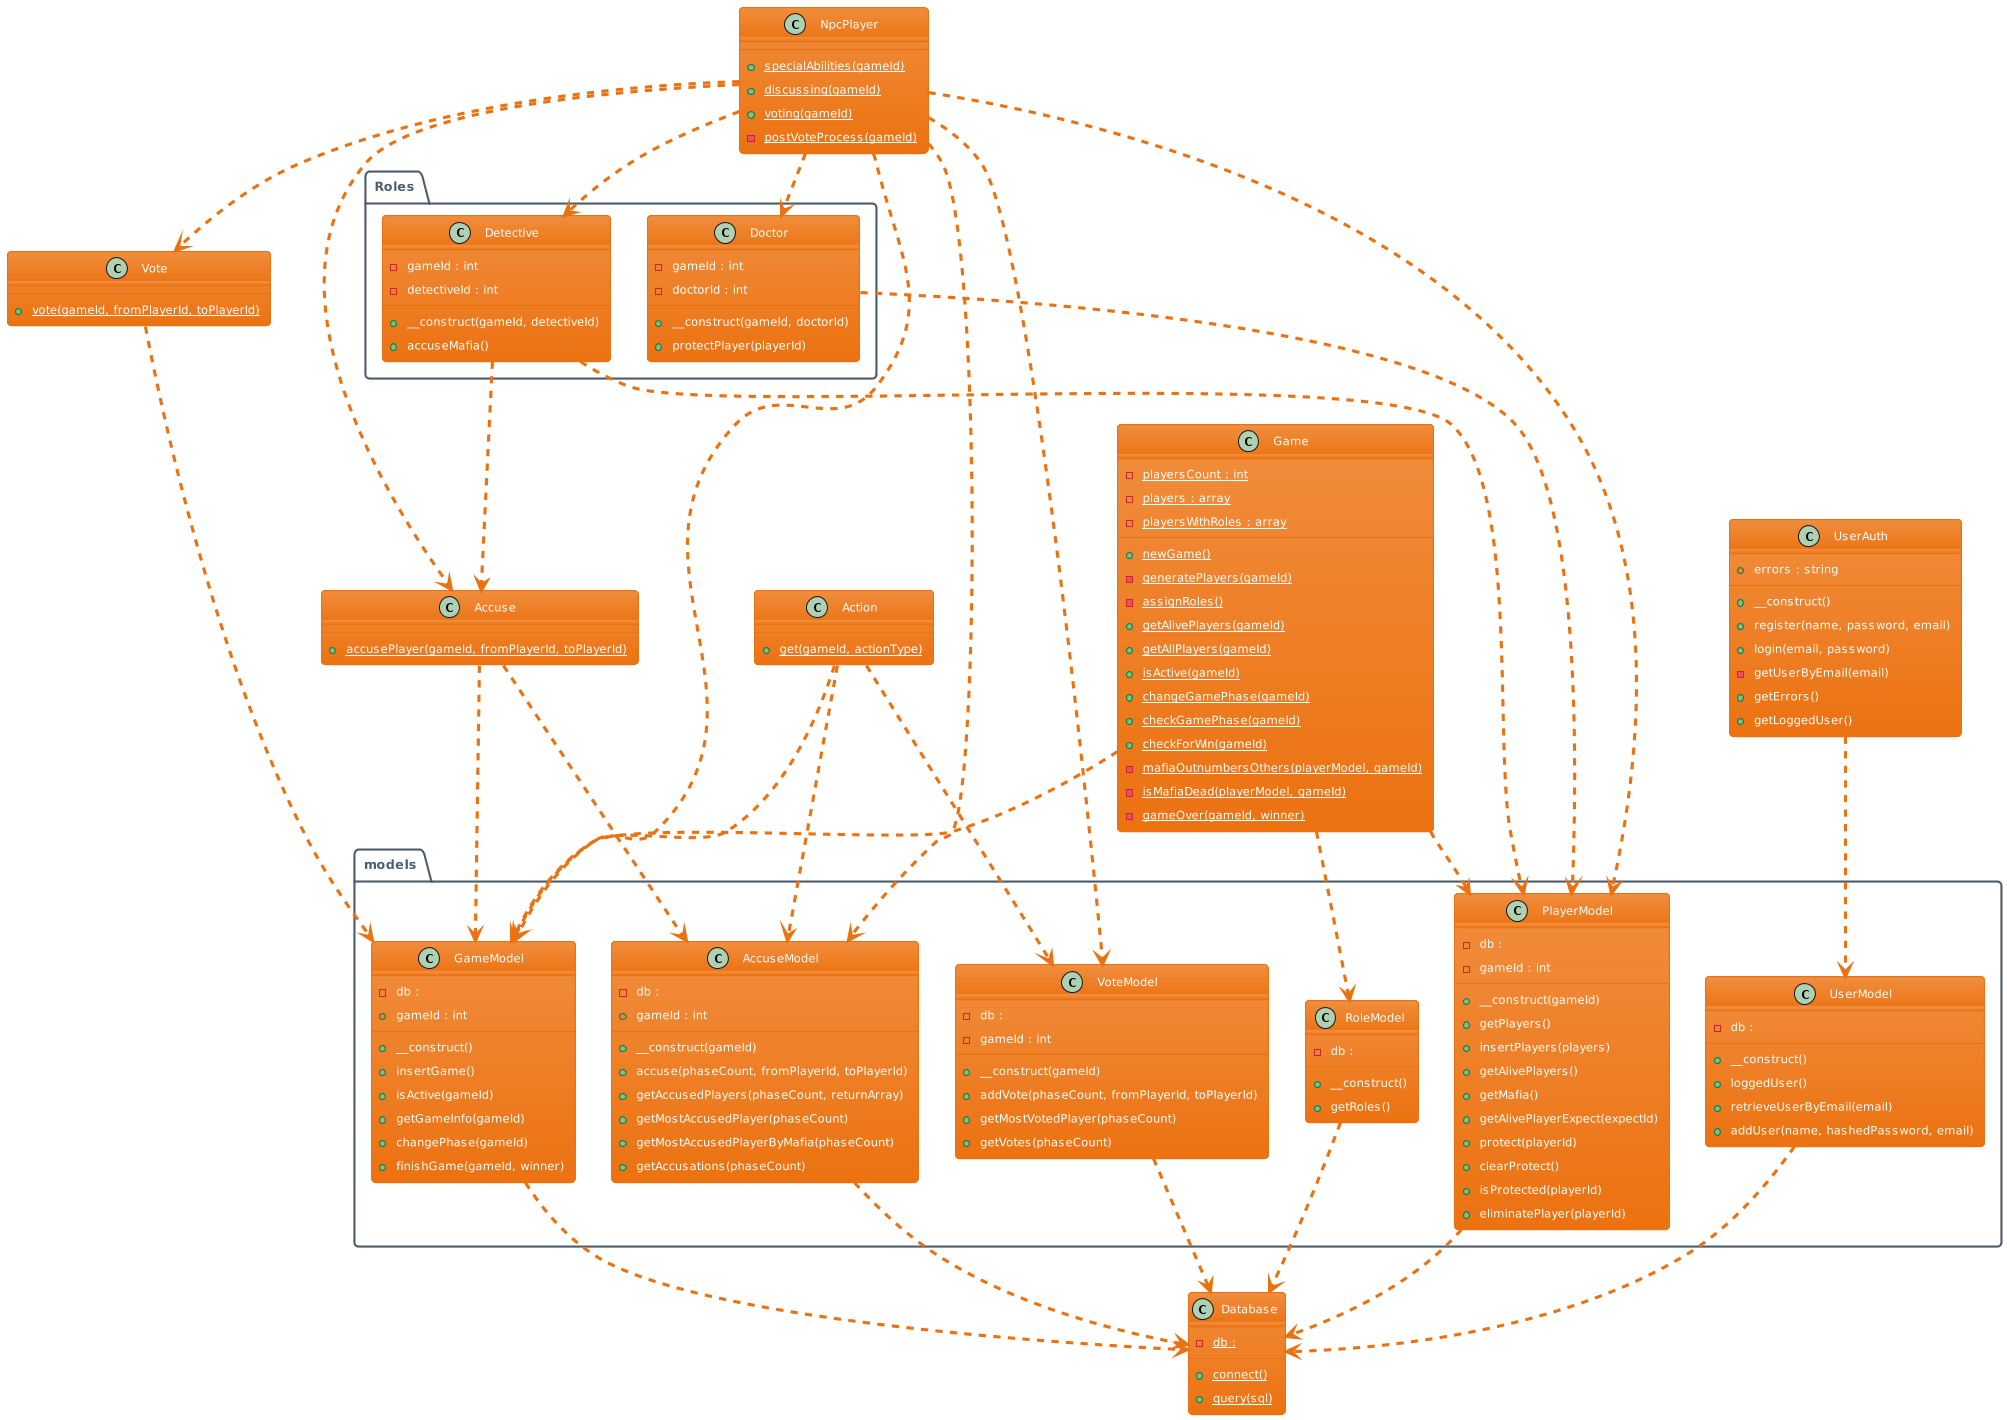 C NpcPlayer
specialAbilities(gameId)
discussing(gameId)
voting(gameId)
postVoteProcess(gameId)
Roles
C Detective
gameId : int
detectiveId : int
__construct(gameId, detectiveId)
accuseMafia()
C Doctor
gameId : int
doctorId : int
__construct(gameId, doctorId)
protectPlayer(playerId)
C Vote
vote(gameId, fromPlayerId, toPlayerId)
C Game
playersCount : int
players : array
playersWithRoles : array
newGame()
generatePlayers(gameId)
assignRoles()
getAlivePlayers(gameId)
getAllPlayers(gameId)
isActive(gameId)
changeGamePhase(gameId)
checkGamePhase(gameId)
checkForWin(gameId)
mafiaOutnumbersOthers(playerModel, gameId)
isMafiaDead(playerModel, gameId)
gameOver(gameId, winner)
C UserAuth
errors : string
__construct()
register(name, password, email)
login(email, password)
getUserByEmail(email)
getErrors()
getLoggedUser()
C Accuse
accusePlayer(gameId, fromPlayerId, toPlayerId)
C Action
get(gameId, actionType)
models
C GameModel
db :
gameId : int
__construct()
insertGame()
isActive(gameId)
getGameInfo(gameId)
changePhase(gameId)
finishGame(gameId, winner)
C AccuseModel
db :
gameId : int
__construct(gameId)
accuse(phaseCount, fromPlayerId, toPlayerId)
getAccusedPlayers(phaseCount, returnArray)
getMostAccusedPlayer(phaseCount)
getMostAccusedPlayerByMafia(phaseCount)
getAccusations(phaseCount)
C VoteModel
db :
gameId : int
__construct(gameId)
addVote(phaseCount, fromPlayerId, toPlayerId)
getMostVotedPlayer(phaseCount)
getVotes(phaseCount)
C RoleModel
db :
__construct()
getRoles()
C PlayerModel
db :
gameId : int
__construct(gameId)
getPlayers()
insertPlayers(players)
getAlivePlayers()
getMafia()
getAlivePlayerExpect(expectId)
protect(playerId)
clearProtect()
isProtected(playerId)
eliminatePlayer(playerId)
C UserModel
db :
__construct()
loggedUser()
retrieveUserByEmail(email)
addUser(name, hashedPassword, email)
C Database
db :
connect()
query(sql)